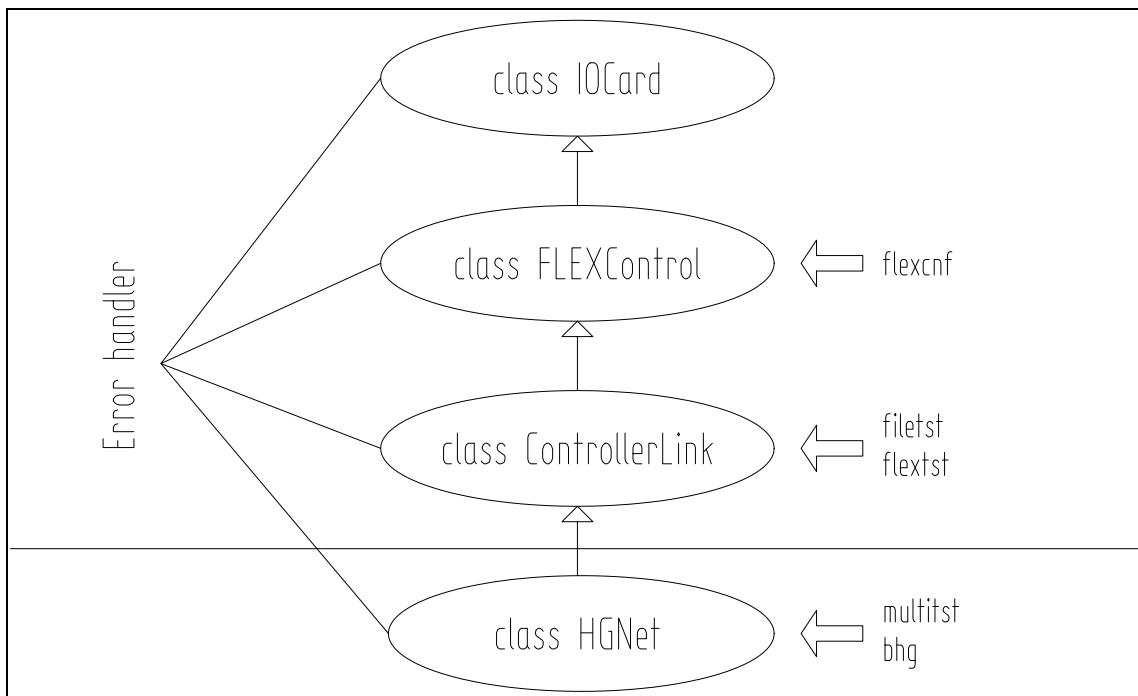 class IOCard
class FLEXControl
flexcnf
Error handler
class ControllerLink
filetst
flextst
class HGNet
multitst
bhg